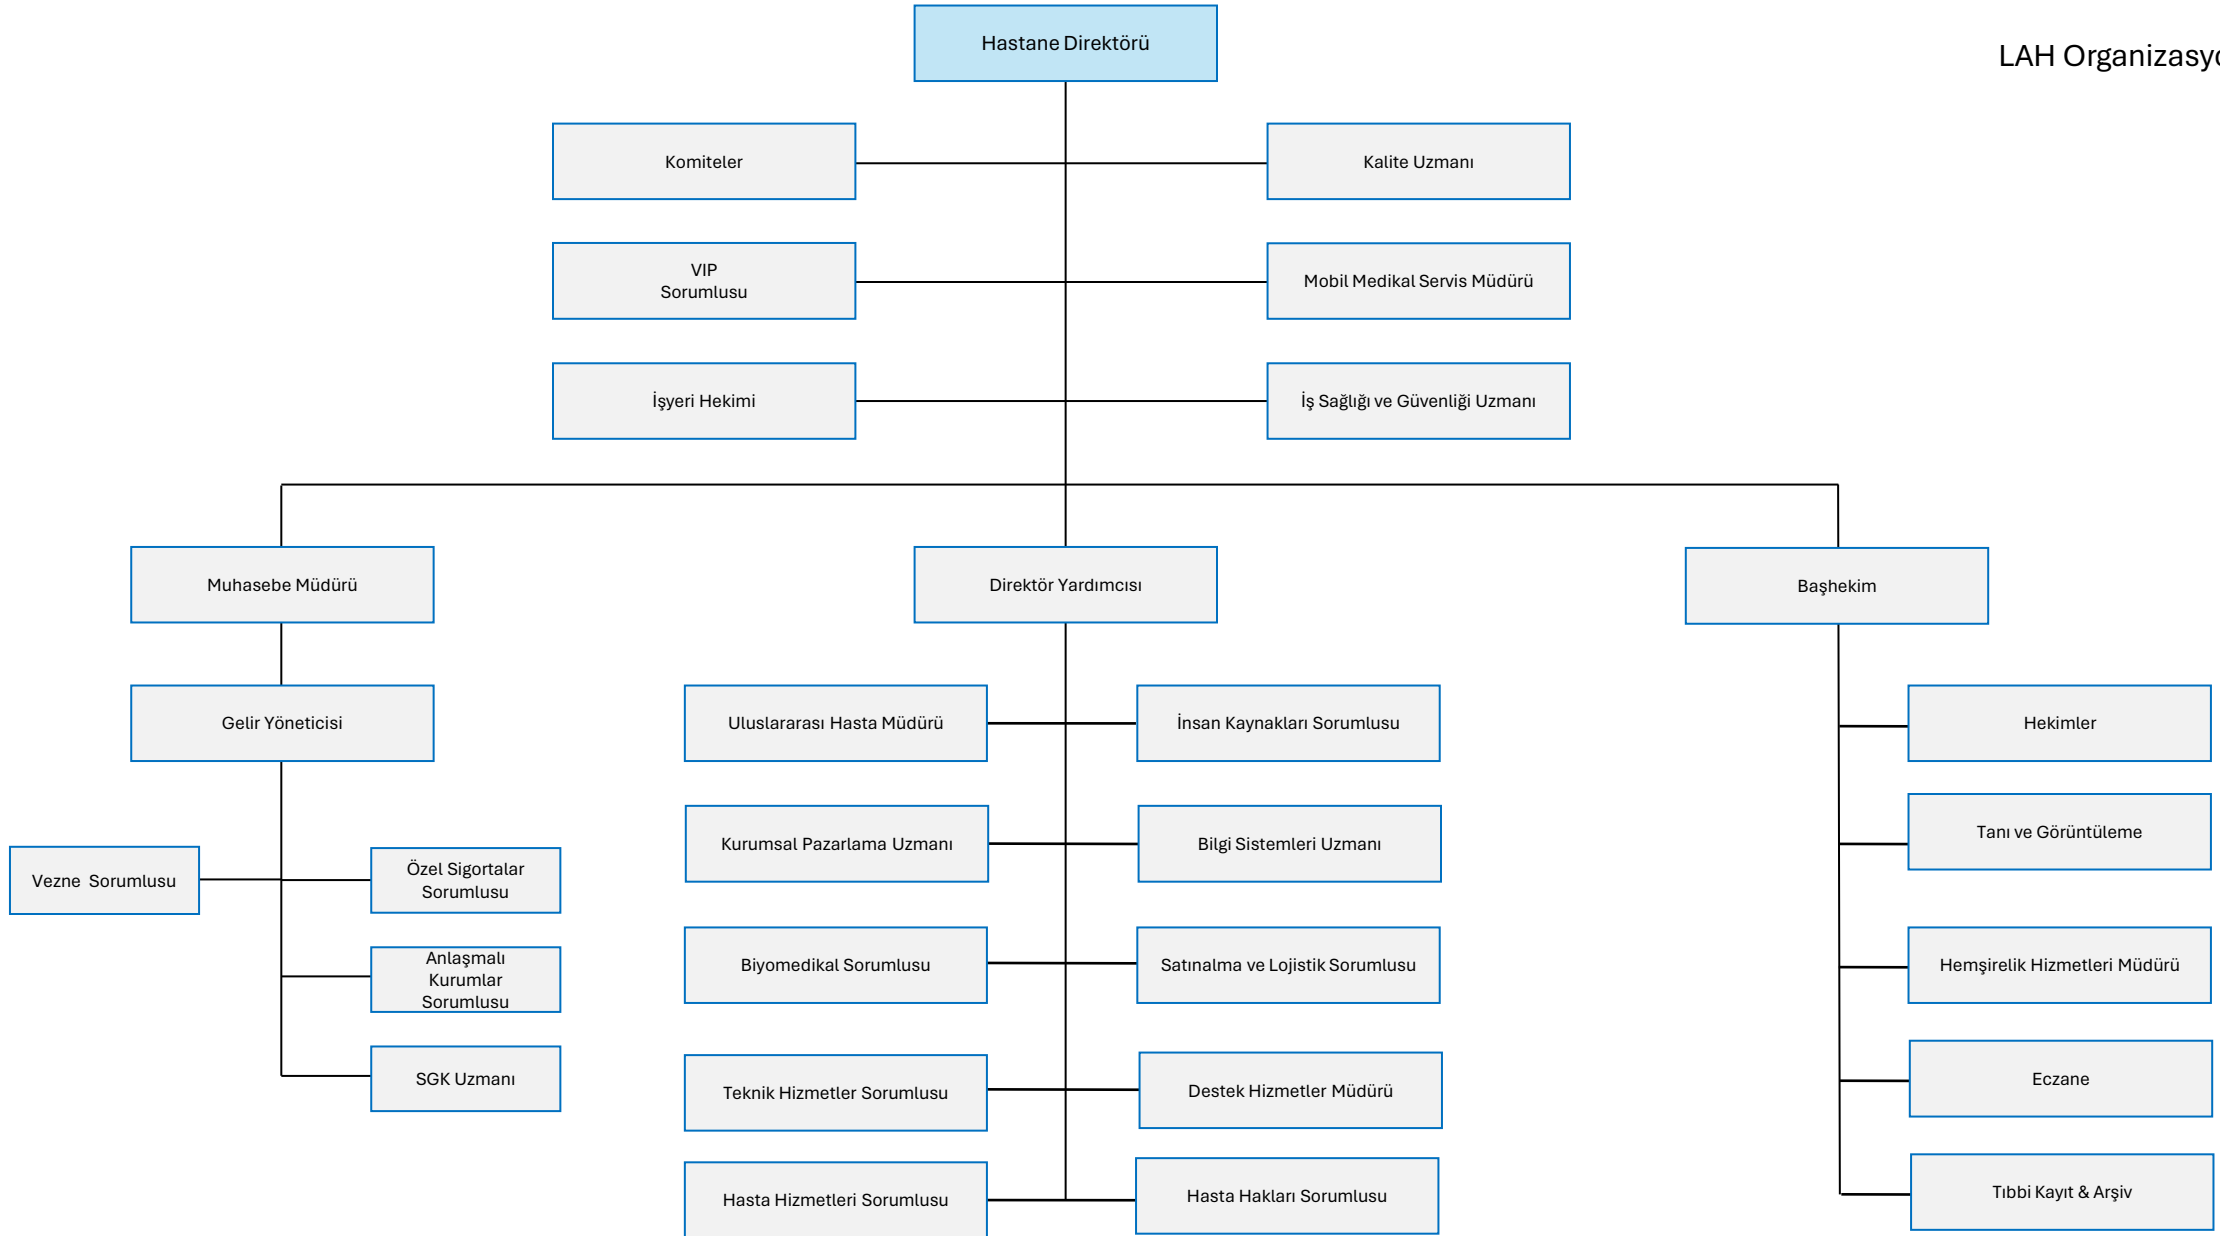 Hastane Direktörü
LAH Organizasyo
Komiteler
Kalite Uzmanı
VIP
Sorumlusu
Mobil Medikal Servis Müdürü
İşyeri Hekimi
İş Sağlığı ve Güvenliği Uzmanı
Muhasebe Müdürü
Direktör Yardımcısı
Başhekim
Gelir Yöneticisi
Uluslararası Hasta Müdürü
İnsan Kaynakları Sorumlusu
Hekimler
Kurumsal Pazarlama Uzmanı
Bilgi Sistemleri Uzmanı
Tanı ve Görüntüleme
Vezne Sorumlusu
Özel Sigortalar
Sorumlusu
Biyomedikal Sorumlusu
Satınalma ve Lojistik Sorumlusu
Hemşirelik Hizmetleri Müdürü
Anlaşmalı
Kurumlar
Sorumlusu
SGK Uzmanı
Teknik Hizmetler Sorumlusu
Destek Hizmetler Müdürü
Eczane
Hasta Hizmetleri Sorumlusu
Hasta Hakları Sorumlusu
Tıbbi Kayıt & Arşiv